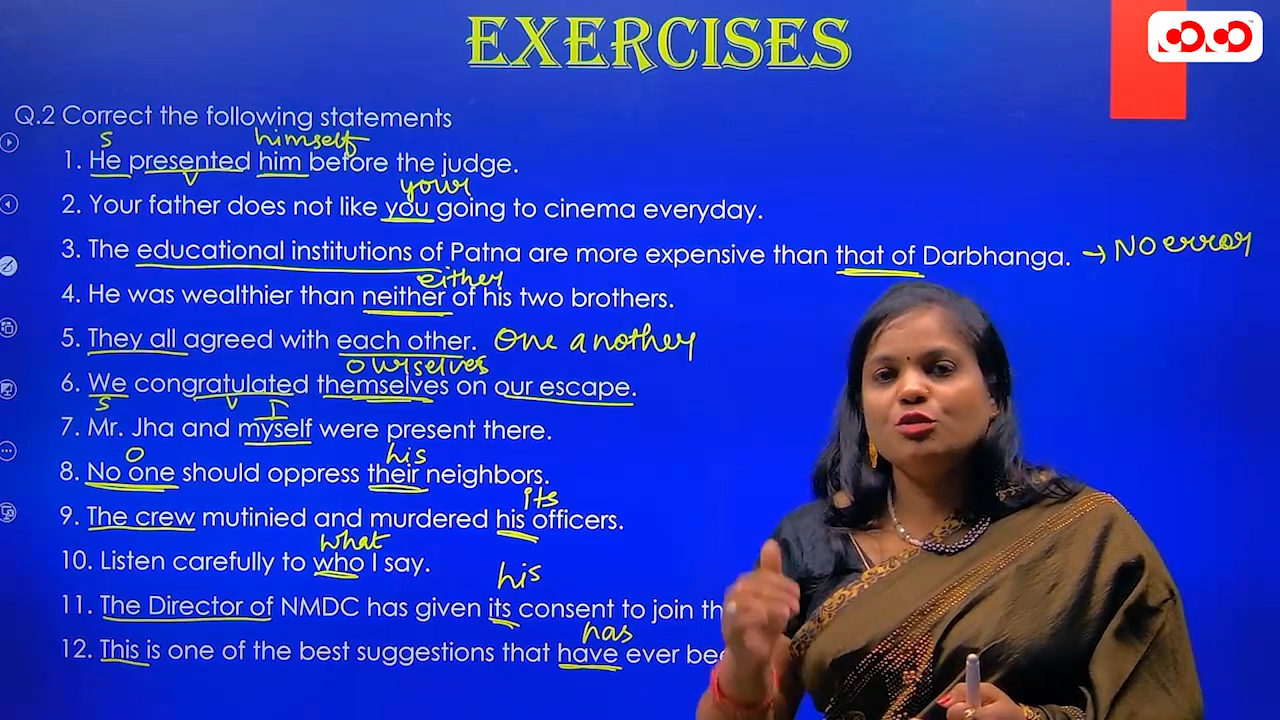 EXERCISES
Q.2 Correct the following statements
s himself
1. He presented him before the judge.
v your
2. Your father does not like you going to cinema everyday.
3. The educational institutions of Patna are more expensive than that of Darbhanga. → No error
either
4. He was wealthier than neither of his two brothers.
5. They all agreed with each other. One another
ourselves
6. We congratulated themselves on our escape.
s v I
7. Mr. Jha and myself were present there.
his
8. No one should oppress their neighbors.
its
9. The crew mutinied and murdered his officers.
what
10. Listen carefully to who I say.
his
11. The Director of NMDC has given its consent to join
has
12. This is one of the best suggestions that have ever